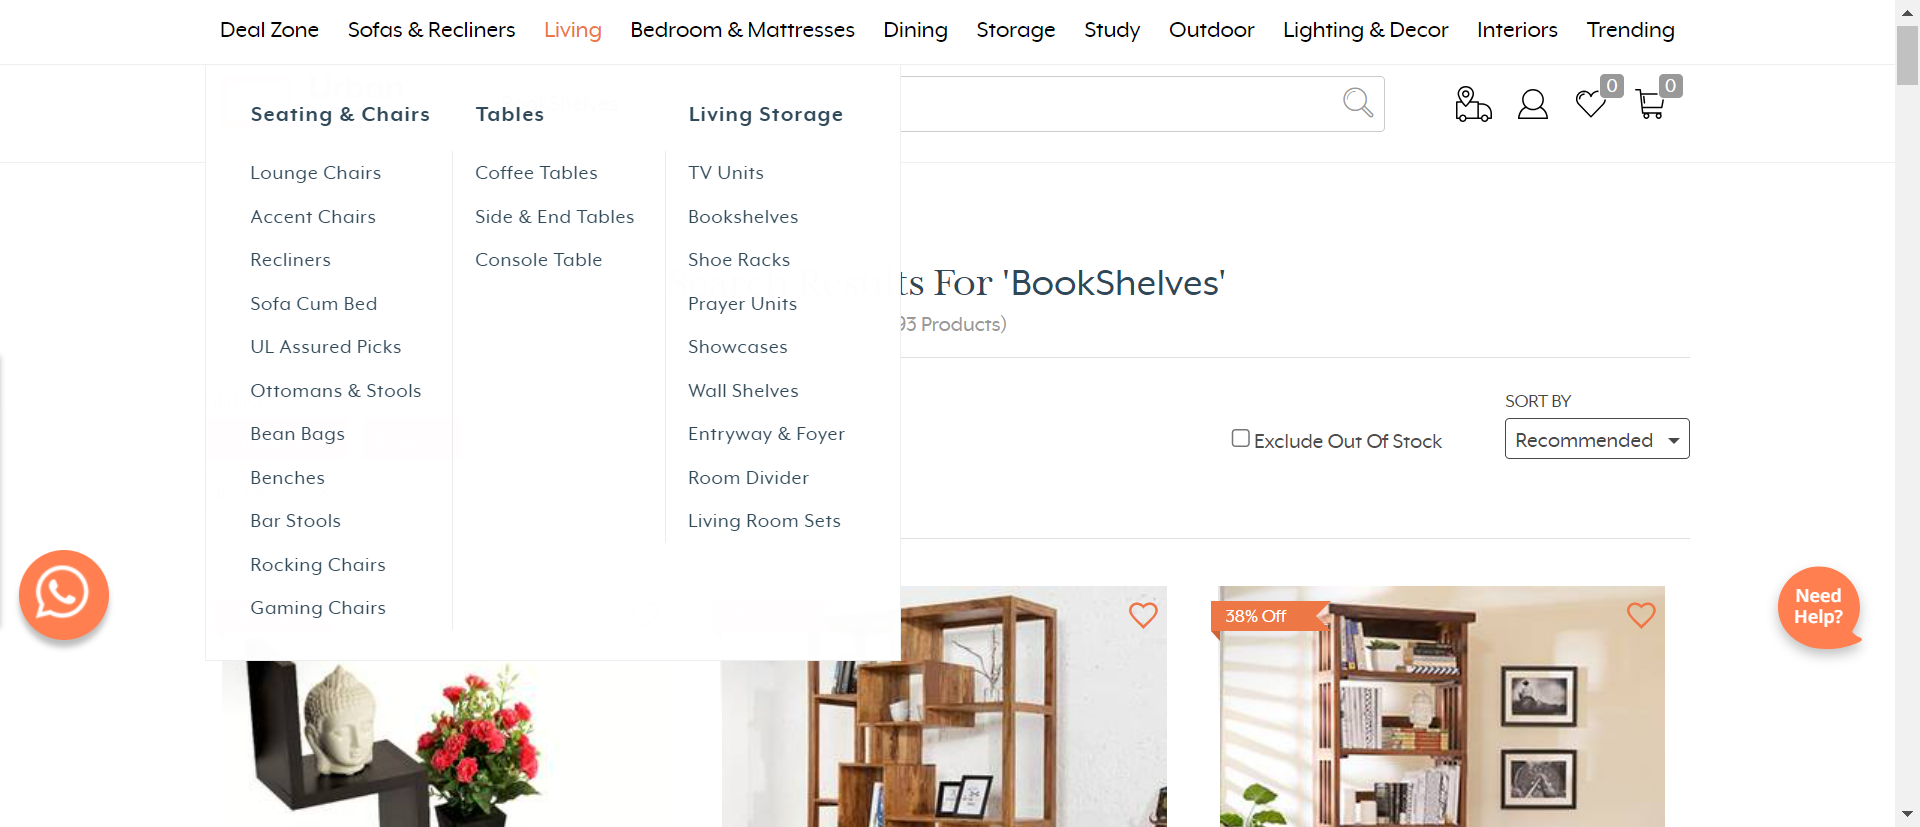 Deal Zone Sofas & Recliners Living Bedroom & Mattresses Dining Storage Study Outdoor Lighting & Decor Interiors Trending
0 0
Seating & Chairs
Lounge Chairs
Accent Chairs
Recliners
Sofa Cum Bed
UL Assured Picks
Ottomans & Stools
Bean Bags
Benches
Bar Stools
Rocking Chairs
Gaming Chairs
Tables
Coffee Tables
Side & End Tables
Console Table
Living Storage
TV Units
Bookshelves
Shoe Racks
Prayer Units
Showcases
Wall Shelves
Entryway & Foyer
Room Divider
Living Room Sets
For 'BookShelves'
93 Products)
Exclude Out Of Stock
SORT BY
Recommended
38% Off
Need
Help?